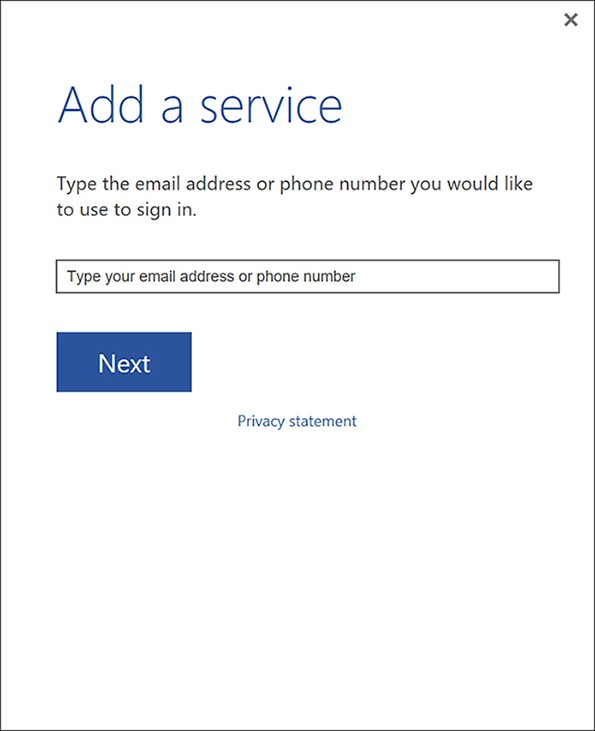 Add a service
Type the email address or phone number you would like
to use to sign in.
Type your email address or phone number
Next
Privacy statement